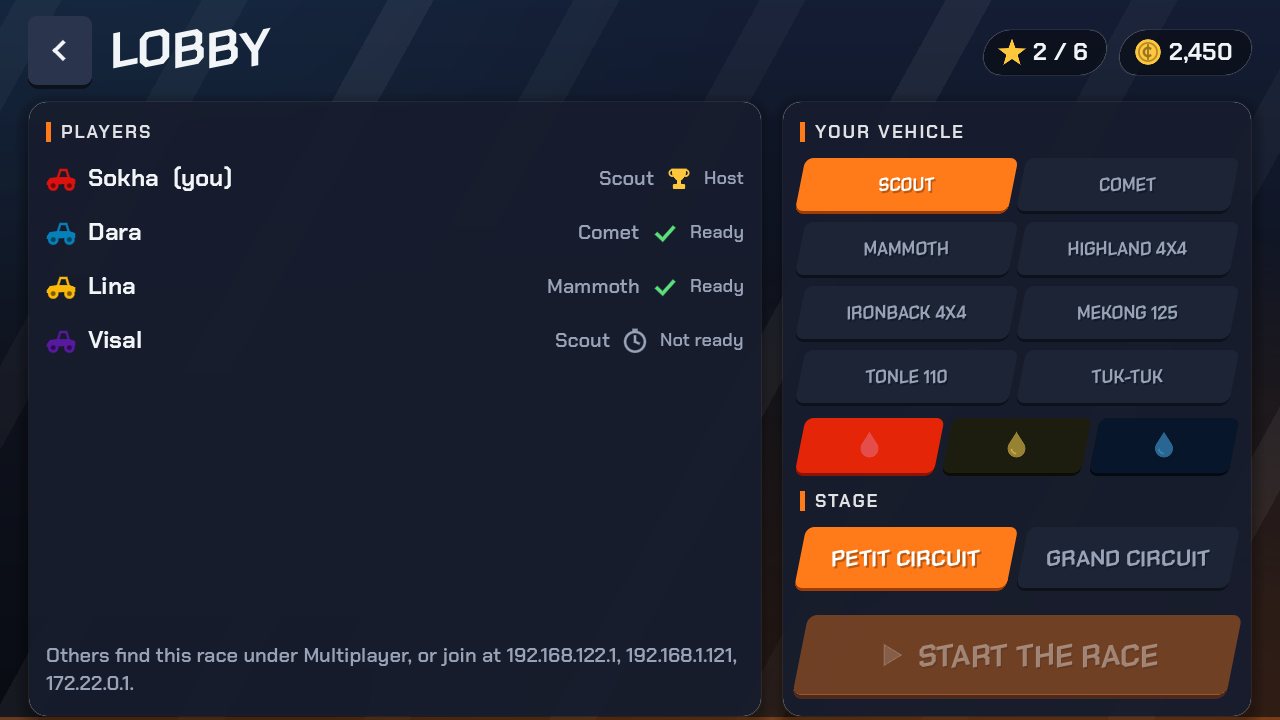 LOBBY
2 / 6
2,450
PLAYERS
Sokha (you) Scout Host
Dara Comet Ready
Lina Mammoth Ready
Visal Scout Not ready
Others find this race under Multiplayer, or join at 192.168.122.1, 192.168.1.121,
172.22.0.1.
YOUR VEHICLE
SCOUT COMET
MAMMOTH HIGHLAND 4X4
IRONBACK 4X4 MEKONG 125
TONLE 110 TUK-TUK
STAGE
PETIT CIRCUIT GRAND CIRCUIT
START THE RACE